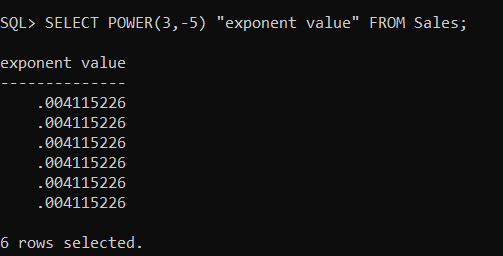 SQL> SELECT POWER(3,-5) "exponent value" FROM Sales;
exponent value
--------------
.004115226
.004115226
.004115226
.004115226
.004115226
.004115226
6 rows selected.